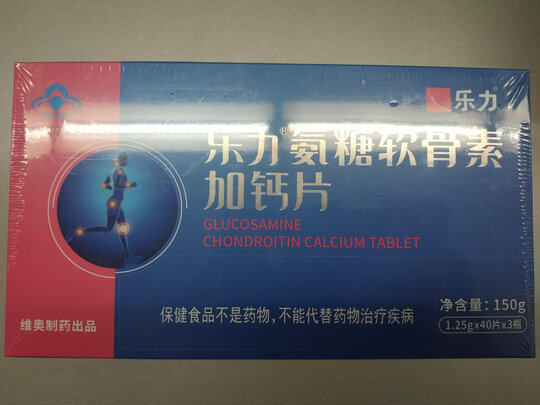 乐力
乐力®氨糖软骨素
加钙片
GLUCOSAMINE
CHONDROITIN CALCIUM TABLET
维奥制药出品
保健食品不是药物，不能代替药物治疗疾病
净含量：150g
1.25g×40片×3瓶